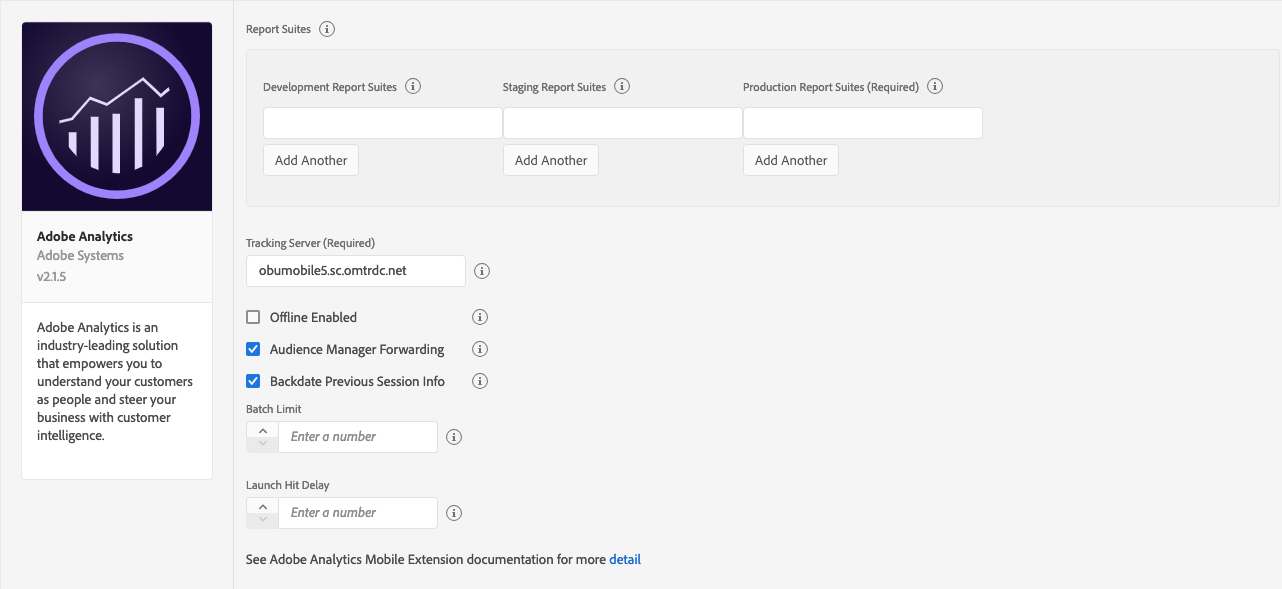 Report Suites
Development Report Suites
Staging Report Suites
Production Report Suites (Required)
Add Another
Add Another
Add Another
Adobe Analytics
Adobe Systems
v2.1.5
Adobe Analytics is an
industry-leading solution
that empowers you to
understand your customers
as people and steer your
business with customer
intelligence.
Tracking Server (Required)
obumobile5.sc.omtrdc.net
Offline Enabled
Audience Manager Forwarding
Backdate Previous Session Info
Batch Limit
Enter a number
Launch Hit Delay
Enter a number
See Adobe Analytics Mobile Extension documentation for more detail